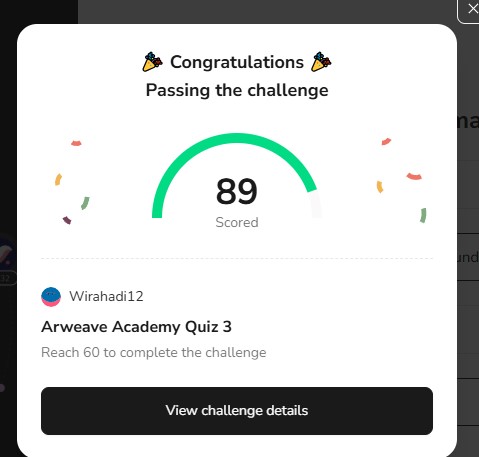 Congratulations
Passing the challenge
89
Scored
Wirahadi12
Arweave Academy Quiz 3
Reach 60 to complete the challenge
View challenge details